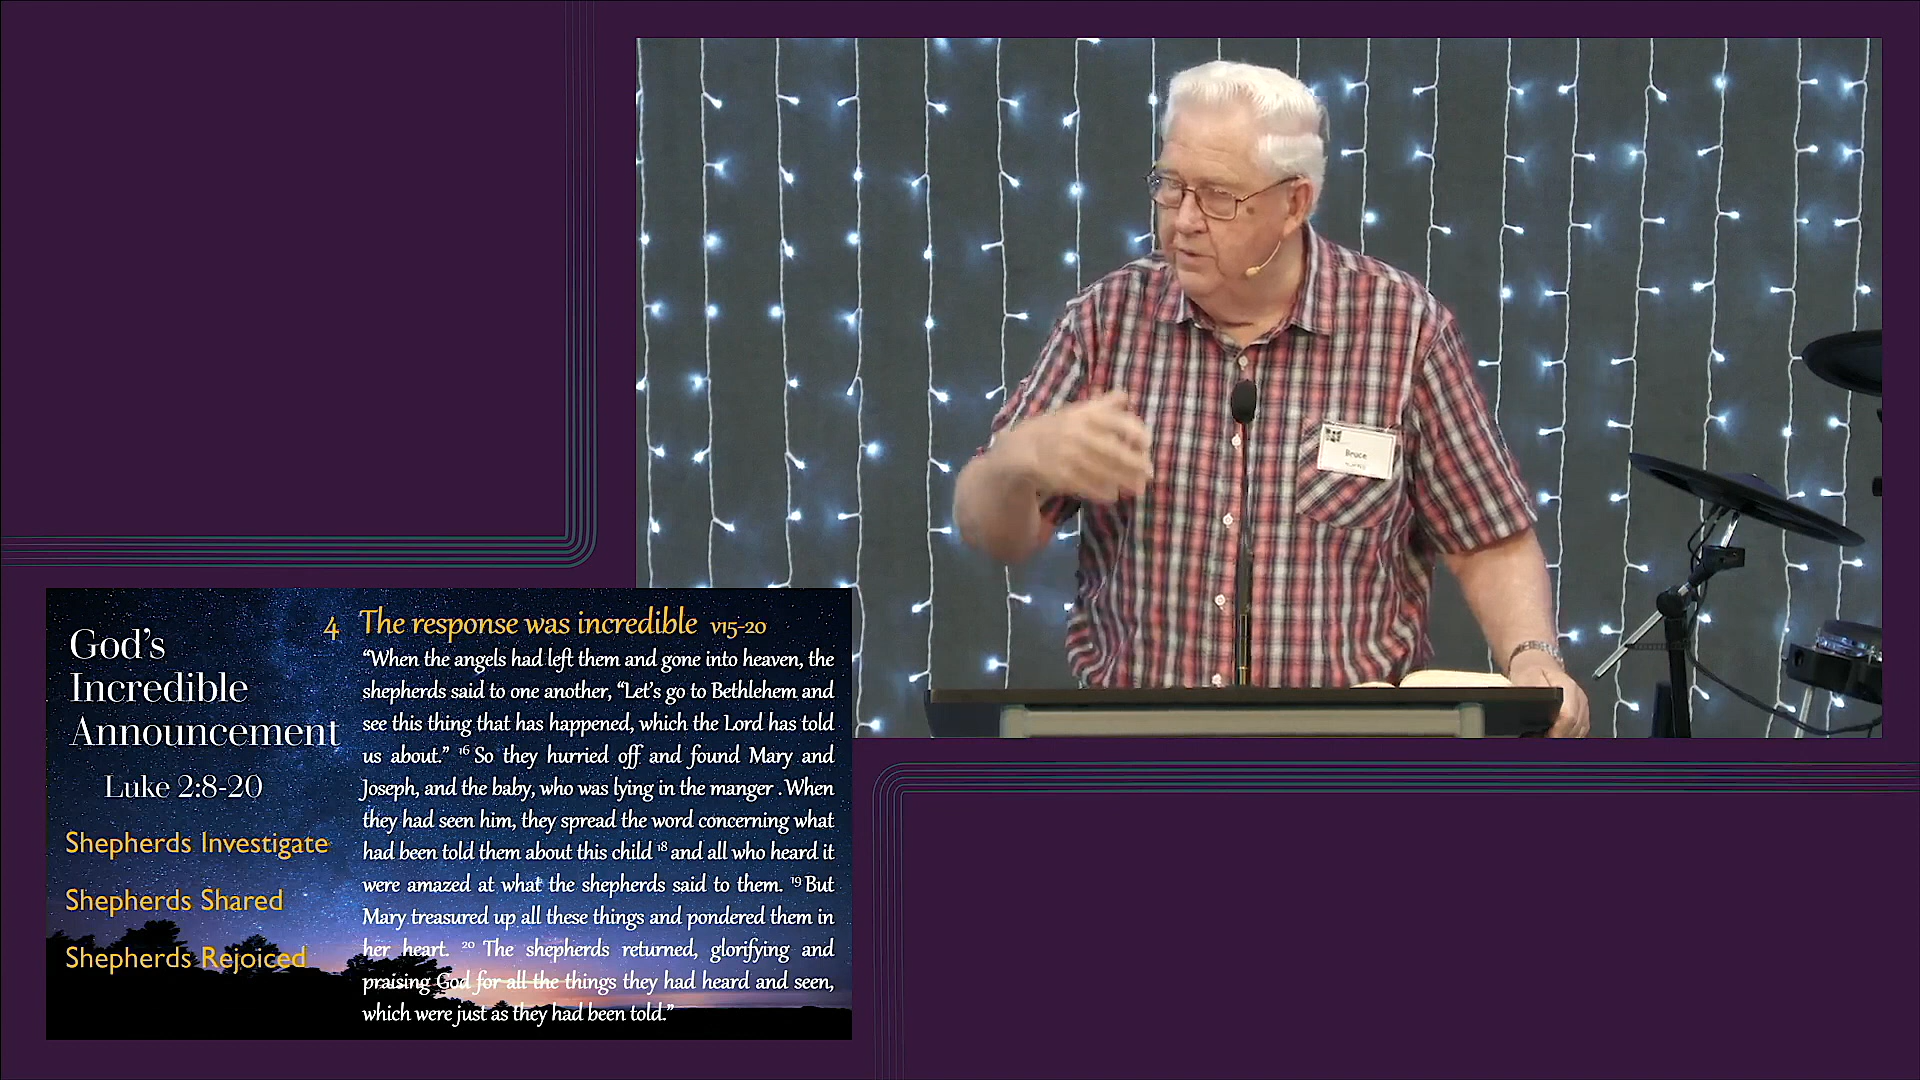 God's
Incredible
Announcement
Luke 2:8-20
Shepherds Investigate
Shepherds Shared
Shepherds Rejoiced
4 The response was incredible v15-20
“When the angels had left them and gone into heaven, the
shepherds said to one another, “Let's go to Bethlehem and
see this thing that has happened, which the Lord has told
us about.” 16 So they hurried off and found Mary and
Joseph, and the baby, who was lying in the manger . When
they had seen him, they spread the word concerning what
had been told them about this child 18 and all who heard it
were amazed at what the shepherds said to them. 19 But
Mary treasured up all these things and pondered them in
her heart. 20 The shepherds returned, glorifying and
praising God for all the things they had heard and seen,
which were just as they had been told.”
Bruce